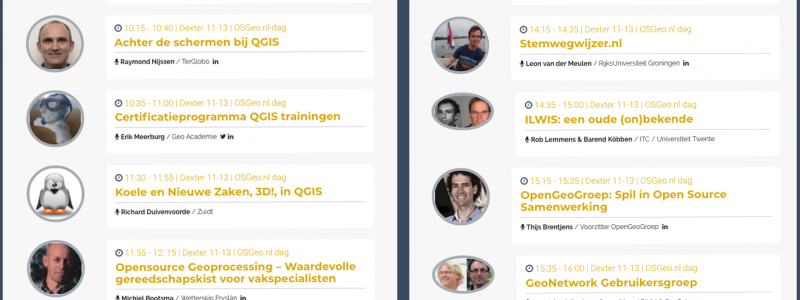 10:15 - 10:40 | Dexter 11-13 | OSGeo.nl-dag
Achter de schermen bij QGIS
Raymond Nijssen / TerGlobo in
10:35 - 11:00 | Dexter 11-13 | OSGeo.nl dag
Certificatieprogramma QGIS trainingen
Erik Meerburg / Geo Academie in
11:30 - 11:55 | Dexter 11-13 | OSGeo.nl dag
Koele en Nieuwe Zaken, 3D!, in QGIS
Richard Duivenvoorde / Zuidt
11:55 - 12: 15 | Dexter 11-13 | OSGeo.nl dag
Opensource Geoprocessing – Waardevolle
gereedschapskist voor vakspecialisten
Michiel Bootsma / Wetterskip Fryslân in
14:15 - 14:35 | Dexter 11-13 | OSGeo.nl dag
Stemwegwijzer.nl
Leon van der Meulen / RijksUniversiteit Groningen in
14:35 - 15:00 | Dexter 11-13 | OSGeo.nl dag
ILWIS: een oude (on)bekende
Rob Lemmens & Barend Köbben / ITC / Universiteit Twente
15:15 - 15:35 | Dexter 11-13 | OSGeo.nl dag
OpenGeoGroep: Spil in Open Source
Samenwerking
Thijs Brentjens / Voorzitter OpenGeoGroep in
15:35 - 16:00 | Dexter 11-13 | OSGeo.nl dag
GeoNetwork Gebruikersgroep